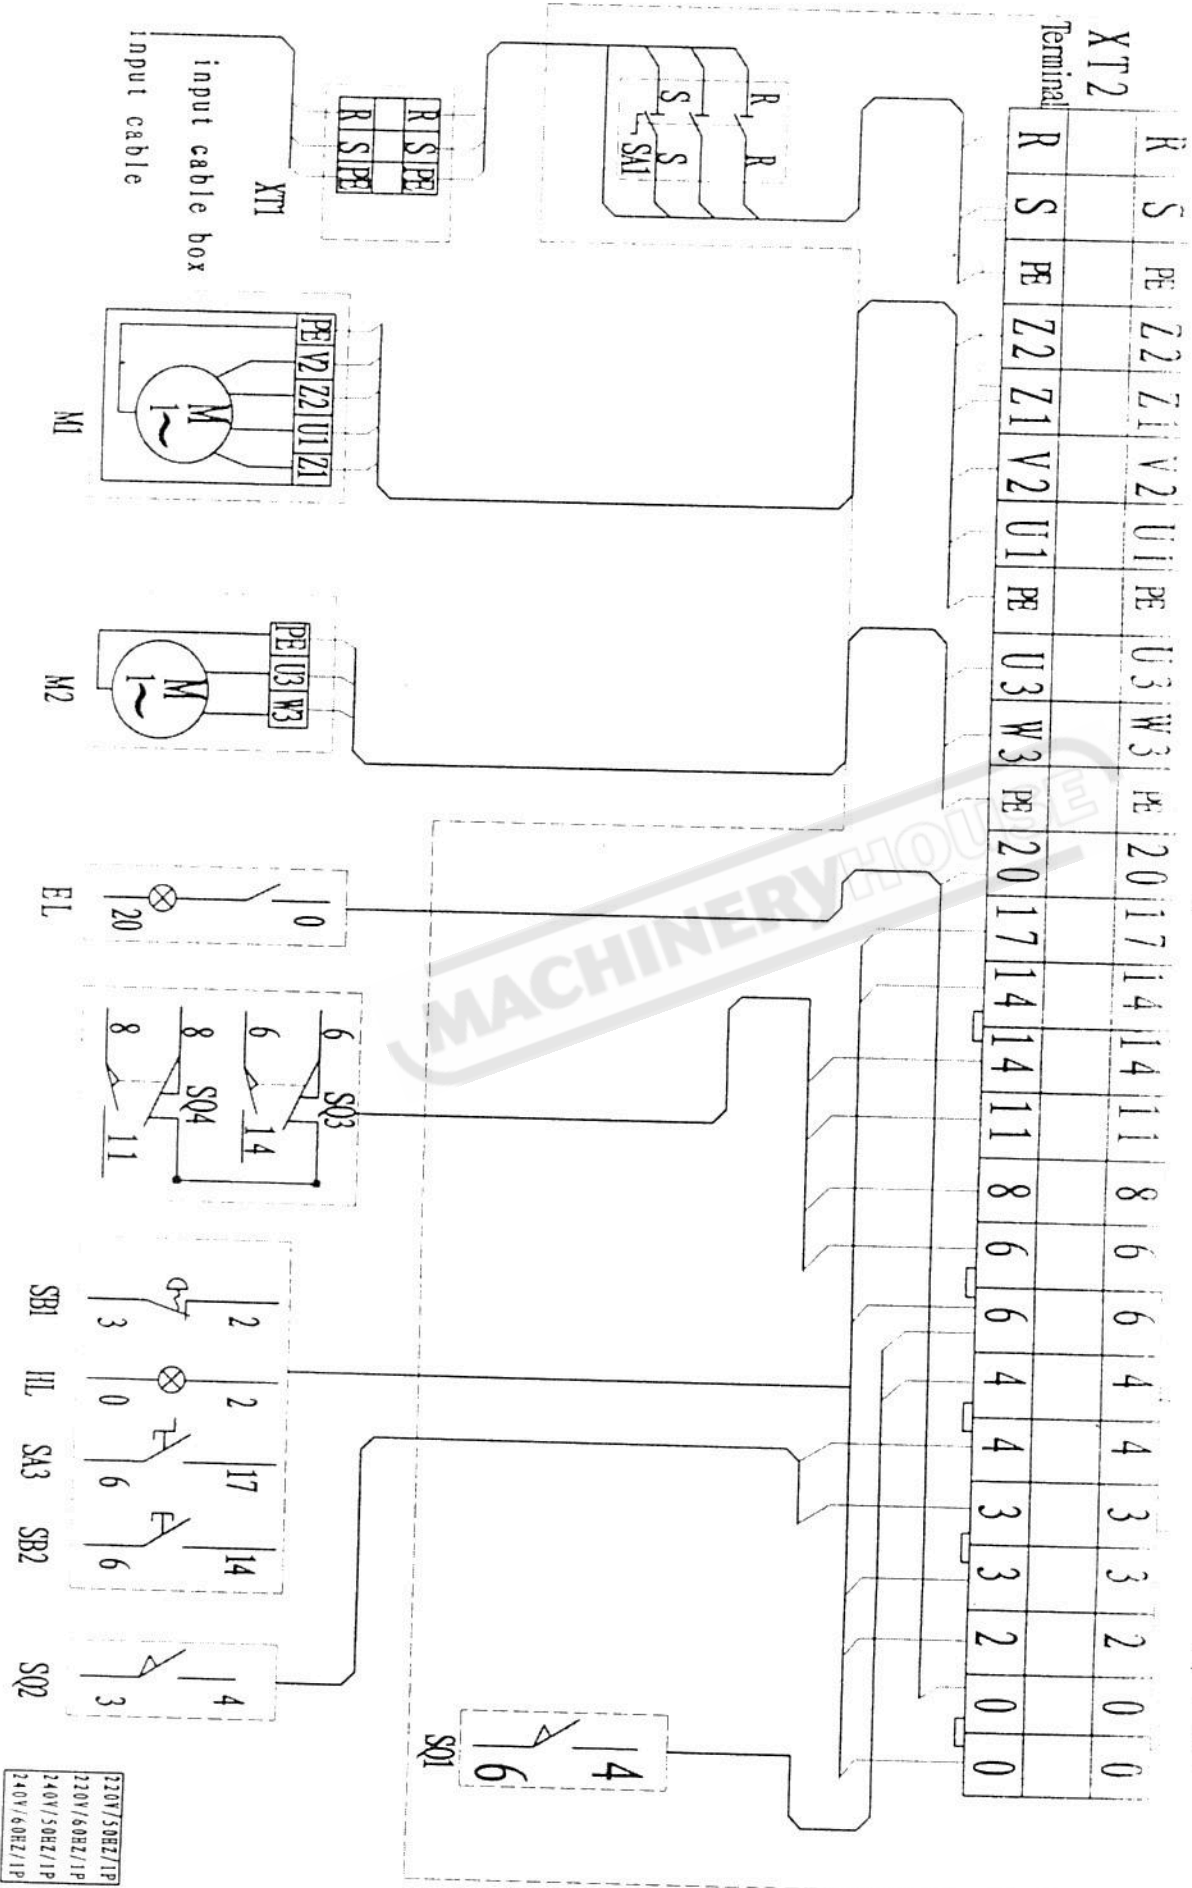 XT2
Terminal
R S PE Z2 Z1 V2 U1 PE U3 W3 PE 20 17 14 14 11 8 6 6 4 4 3 3 2 0 0
R S PE Z2 Z1 V2 U1 PE U3 W3 PE 20 17 14 14 11 8 6 6 4 4 3 3 2 0 0
R
R
S
S
SA1
R S PE
R S PE
XT1
input cable box
input cable
PE V2 Z2 U1 Z1
M
1~
M1
PE U3 W3
M
1~
M2
0
20
EL
6
SQ3
6
14
8
SQ4
8
11
2
3
SB1
2
0
HL
17
6
SA3
14
6
SB2
4
3
SQ2
4
6
SQ1
220V/50HZ/1P
220V/60HZ/1P
240V/50HZ/1P
240V/60HZ/1P
MACHINERYHOUSE